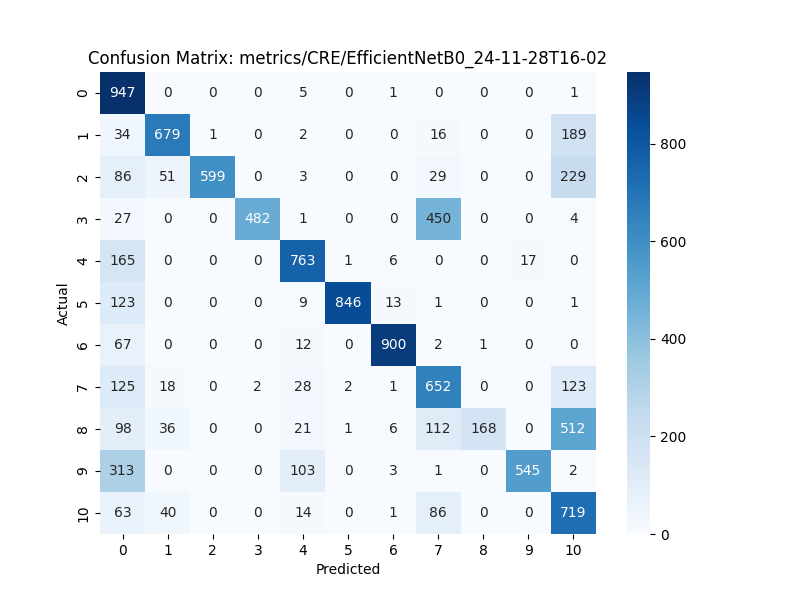 Confusion Matrix: metrics/CRE/EfficientNetB0_24-11-28T16-02
0 947 0 0 0 5 0 1 0 0 0 1
1 34 679 1 0 2 0 0 16 0 0 189
2 86 51 599 0 3 0 0 29 0 0 229
3 27 0 0 482 1 0 0 450 0 0 4
4 165 0 0 0 763 1 6 0 0 17 0
5 123 0 0 0 9 846 13 1 0 0 1
6 67 0 0 0 12 0 900 2 1 0 0
7 125 18 0 2 28 2 1 652 0 0 123
8 98 36 0 0 21 1 6 112 168 0 512
9 313 0 0 0 103 0 3 1 0 545 2
10 63 40 0 0 14 0 1 86 0 0 719
0 1 2 3 4 5 6 7 8 9 10
Predicted
Actual
800
600
400
200
0